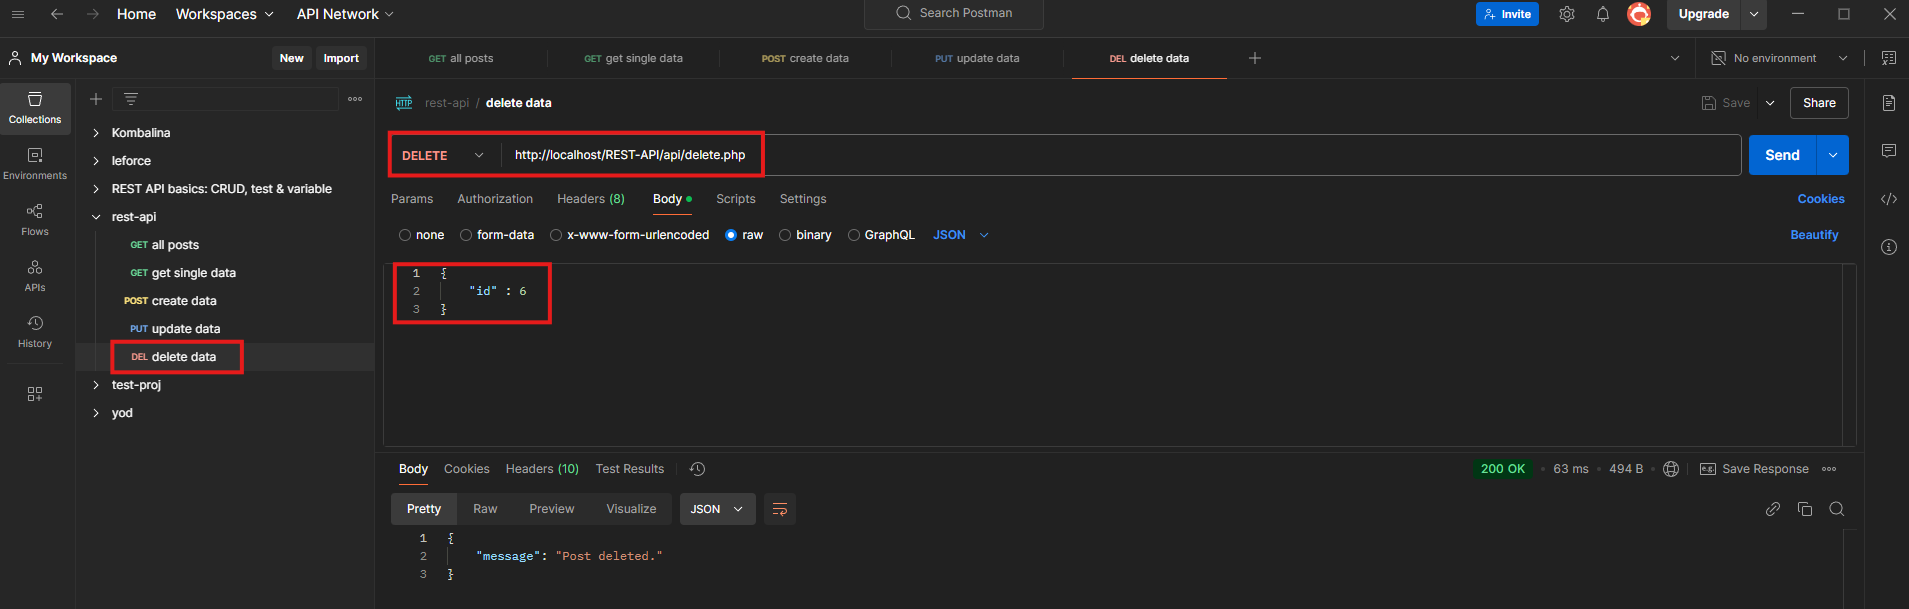 Home Workspaces API Network Search Postman Invite Upgrade
My Workspace New Import GET all posts GET get single data POST create data PUT update data DEL delete data No environment
Collections
Environments
Flows
APIs
History
Kombalina
leforce
REST API basics: CRUD, test & variable
rest-api
GET all posts
GET get single data
POST create data
PUT update data
DEL delete data
test-proj
yod
HTTP rest-api / delete data Save Share
DELETE http://localhost/REST-API/api/delete.php Send
Params Authorization Headers (8) Body Scripts Settings Cookies
none form-data x-www-form-urlencoded raw binary GraphQL JSON Beautify
1 {
2 "id" : 6
3 }
Body Cookies Headers (10) Test Results 200 OK 63 ms 494 B e.g. Save Response
Pretty Raw Preview Visualize JSON
1 {
2 "message": "Post deleted."
3 }